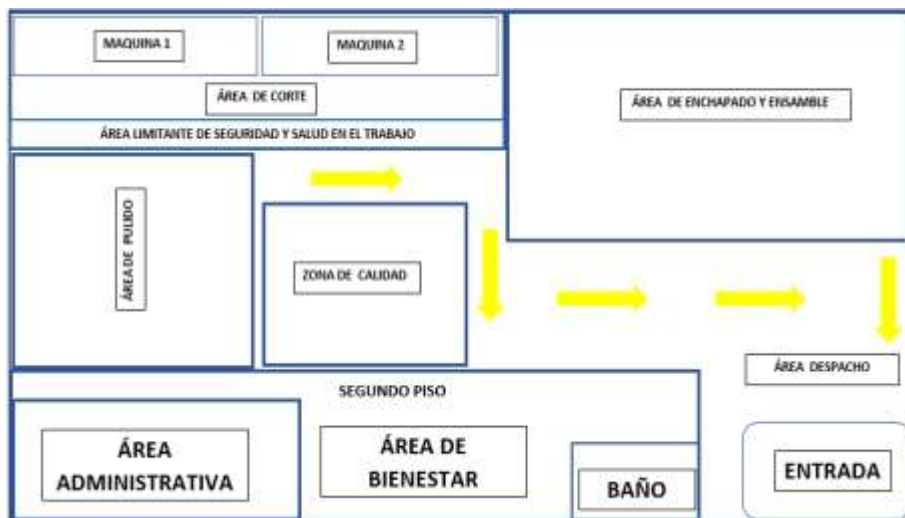 MAQUINA 1
MAQUINA 2
ÁREA DE CORTE
ÁREA DE ENCHAPADO Y ENSAMBLE
ÁREA LIMITANTE DE SEGURIDAD Y SALUD EN EL TRABAJO
ÁREA DE PULIDO
ZONA DE CALIDAD
ÁREA DESPACHO
SEGUNDO PISO
ÁREA
ADMINISTRATIVA
ÁREA DE
BIENESTAR
BAÑO
ENTRADA